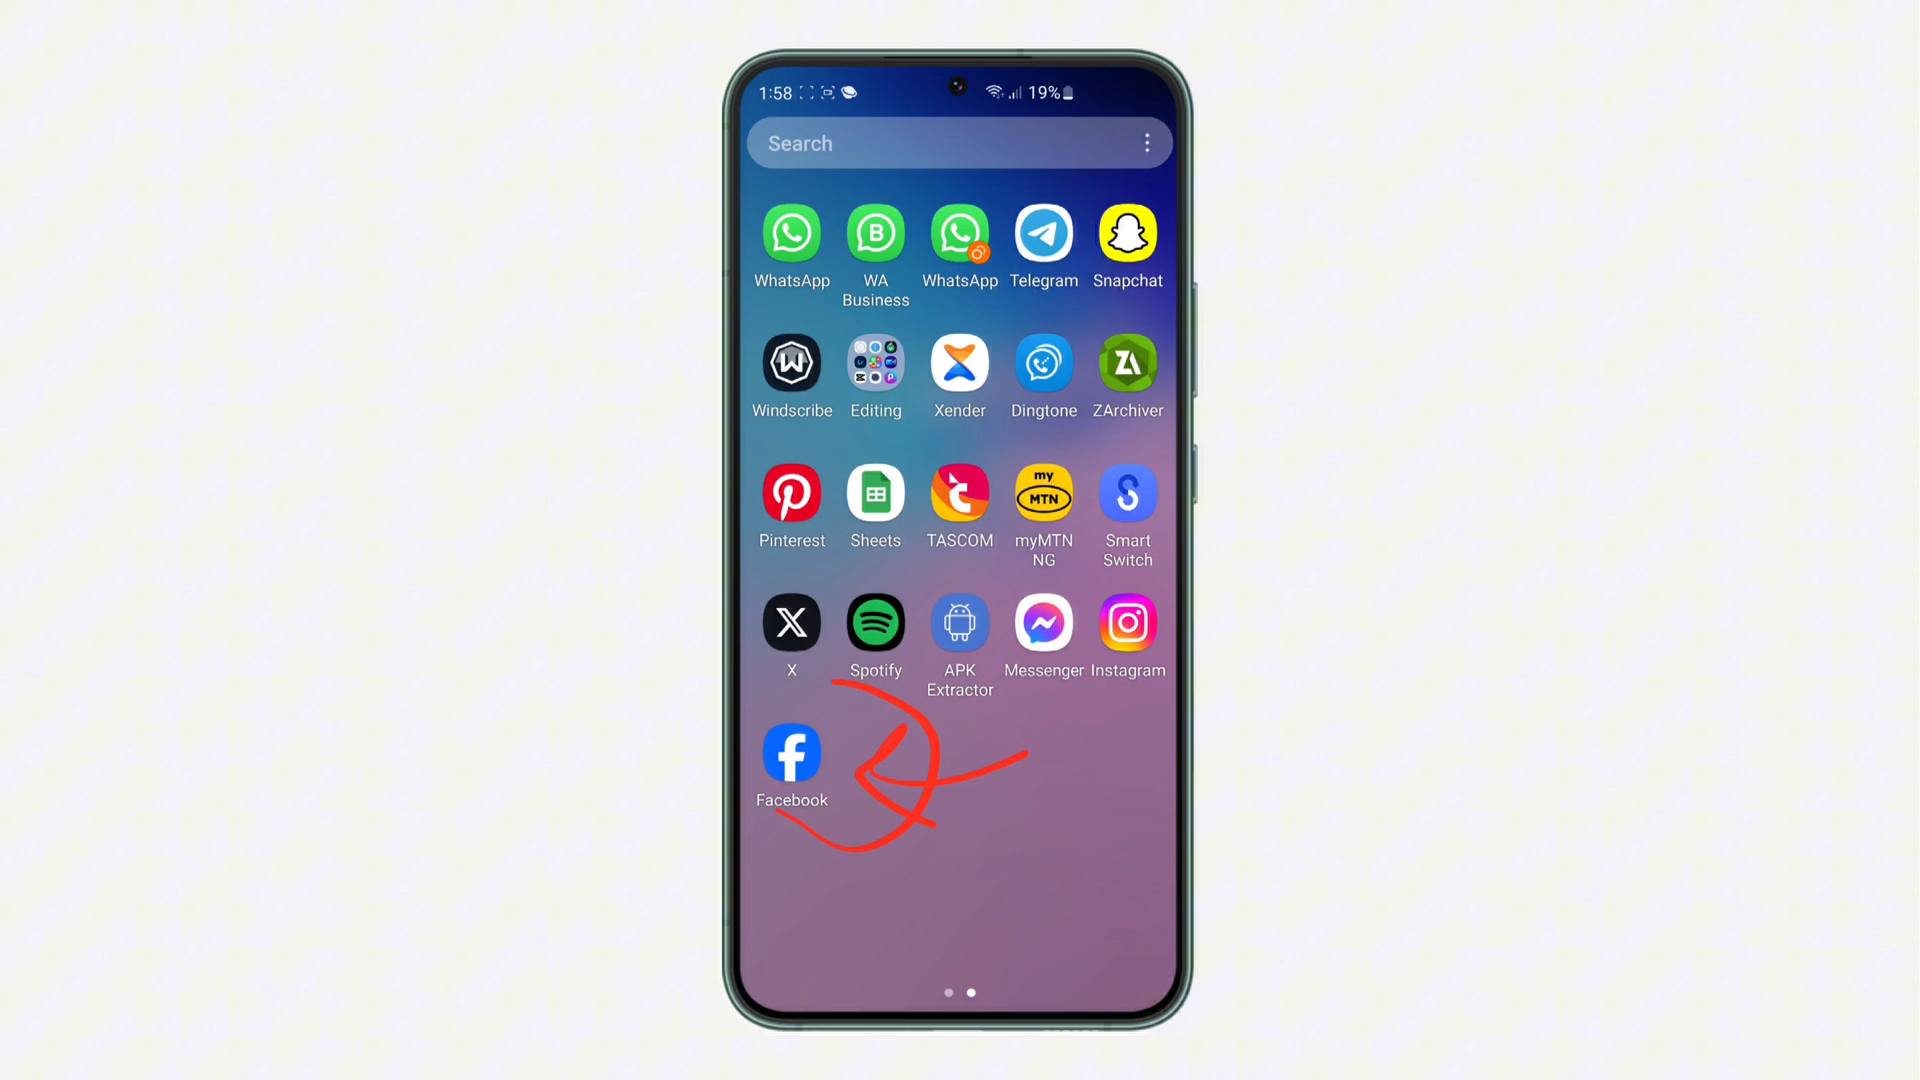 1:58 19%
Search
WhatsApp WA Business WhatsApp Telegram Snapchat
Windscribe Editing Xender Dingtone ZArchiver
my
MTN
Pinterest Sheets TASCOM myMTN NG Smart Switch
X Spotify APK Extractor Messenger Instagram
Facebook